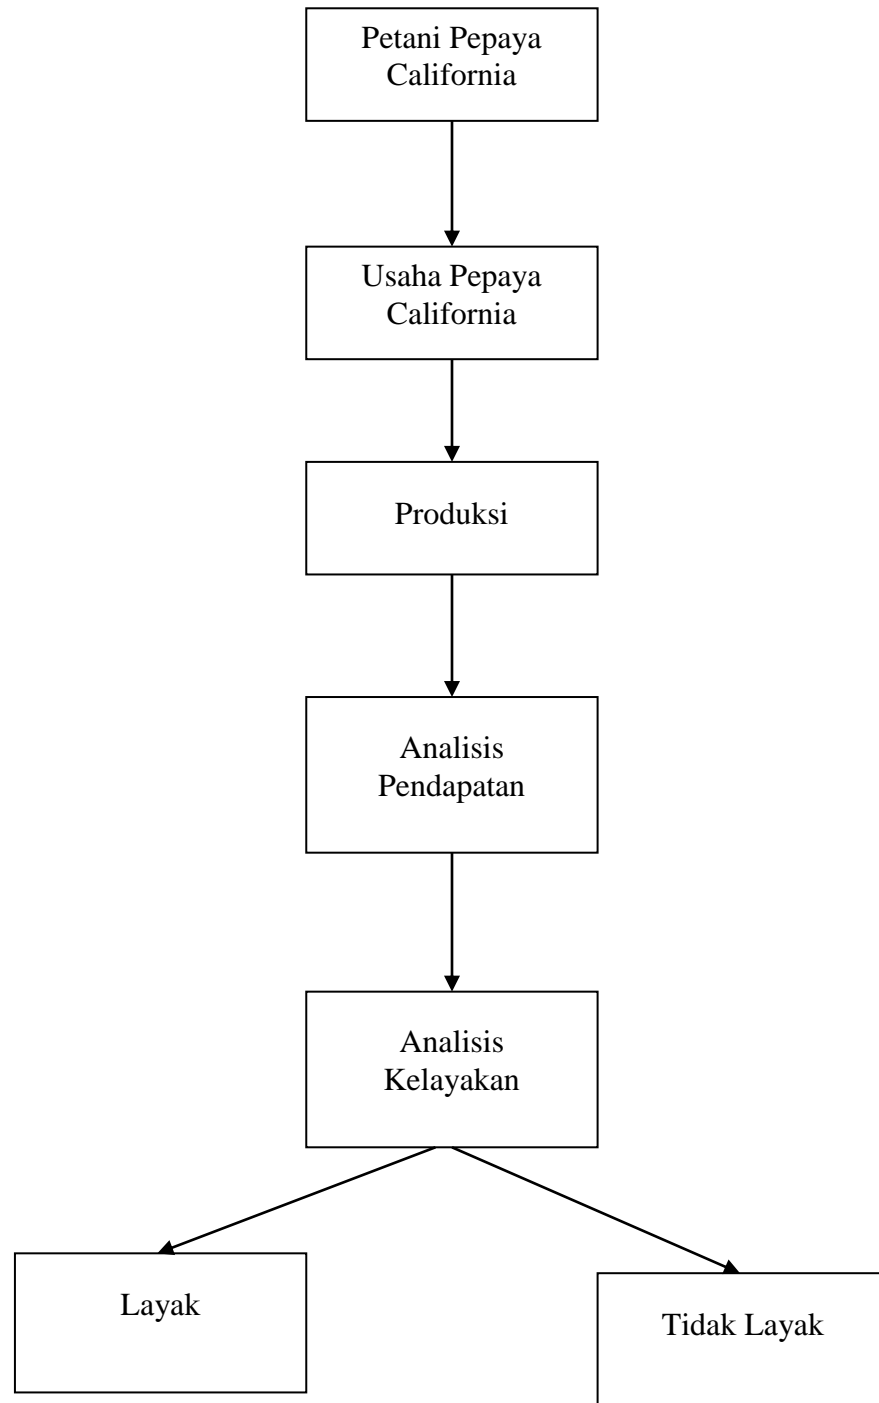 Petani Pepaya
California
Usaha Pepaya
California
Produksi
Analisis
Pendapatan
Analisis
Kelayakan
Layak
Tidak Layak